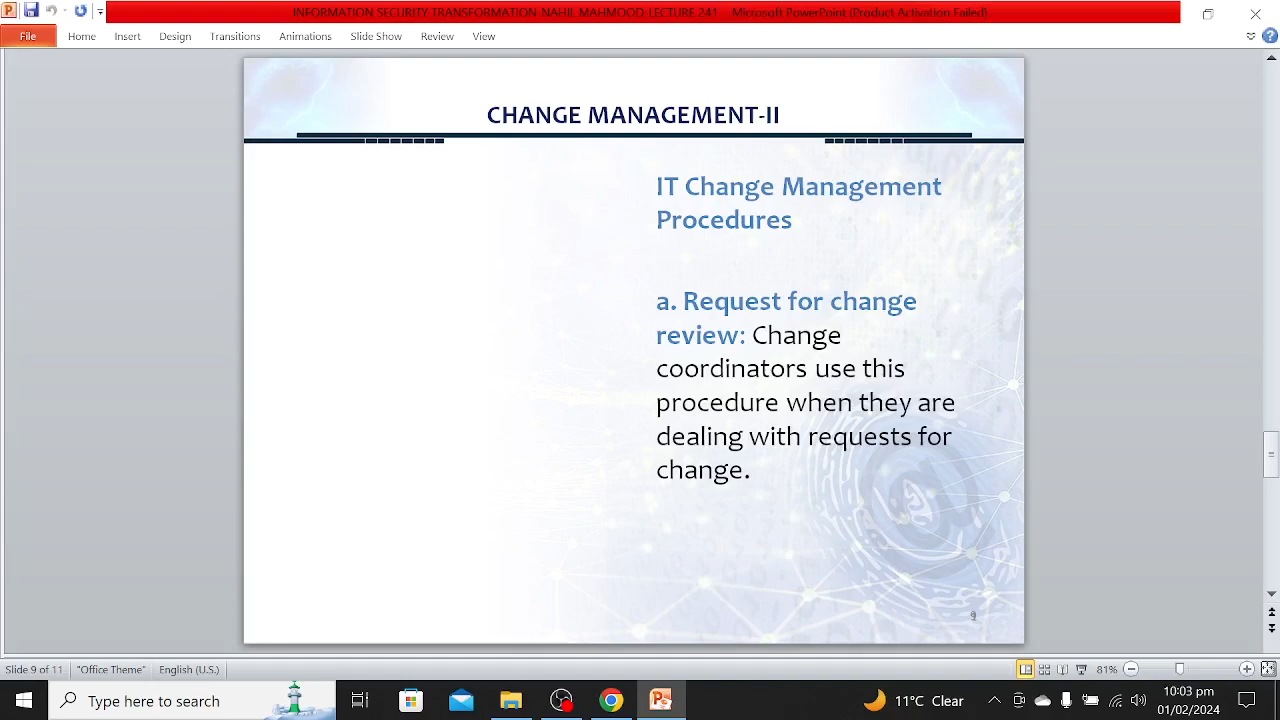 INFORMATION SECURITY TRANSFORMATION-NAHIL MAHMOOD-LECTURE 241 - Microsoft PowerPoint (Product Activation Failed)
File Home Insert Design Transitions Animations Slide Show Review View
CHANGE MANAGEMENT-II
IT Change Management
Procedures
a. Request for change
review: Change
coordinators use this
procedure when they are
dealing with requests for
change.
9
Slide 9 of 11 "Office Theme" English (U.S.) 81%
Type here to search
11°C Clear
10:03 pm
01/02/2024